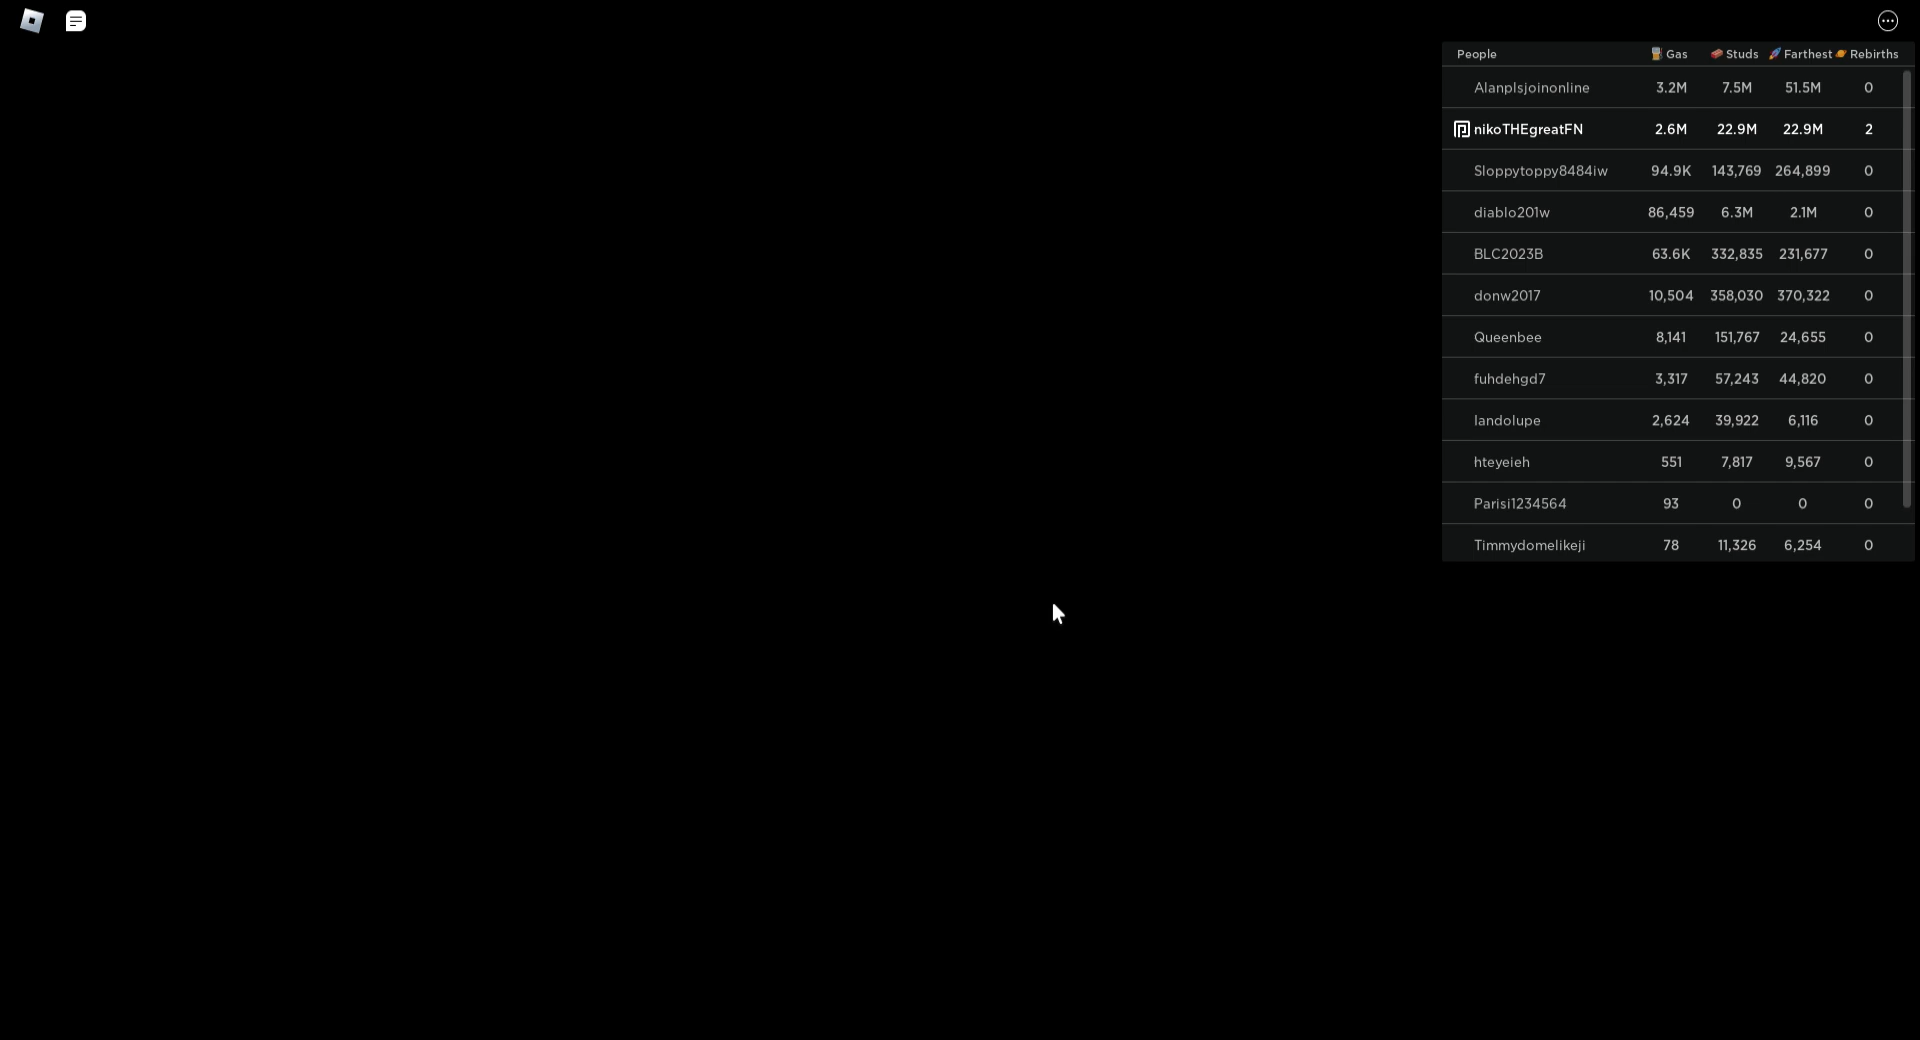 People Gas Studs Farthest Rebirths
Alanplsjoinonline 3.2M 7.5M 51.5M 0
nikoTHEgreatFN 2.6M 22.9M 22.9M 2
Sloppytoppy8484iw 94.9K 143,769 264,899 0
diablo201w 86,459 6.3M 2.1M 0
BLC2023B 63.6K 332,835 231,677 0
donw2017 10,504 358,030 370,322 0
Queenbee 8,141 151,767 24,655 0
fuhdehgd7 3,317 57,243 44,820 0
landolupe 2,624 39,922 6,116 0
hteyeieh 551 7,817 9,567 0
Parisi1234564 93 0 0 0
Timmydomelikeji 78 11,326 6,254 0